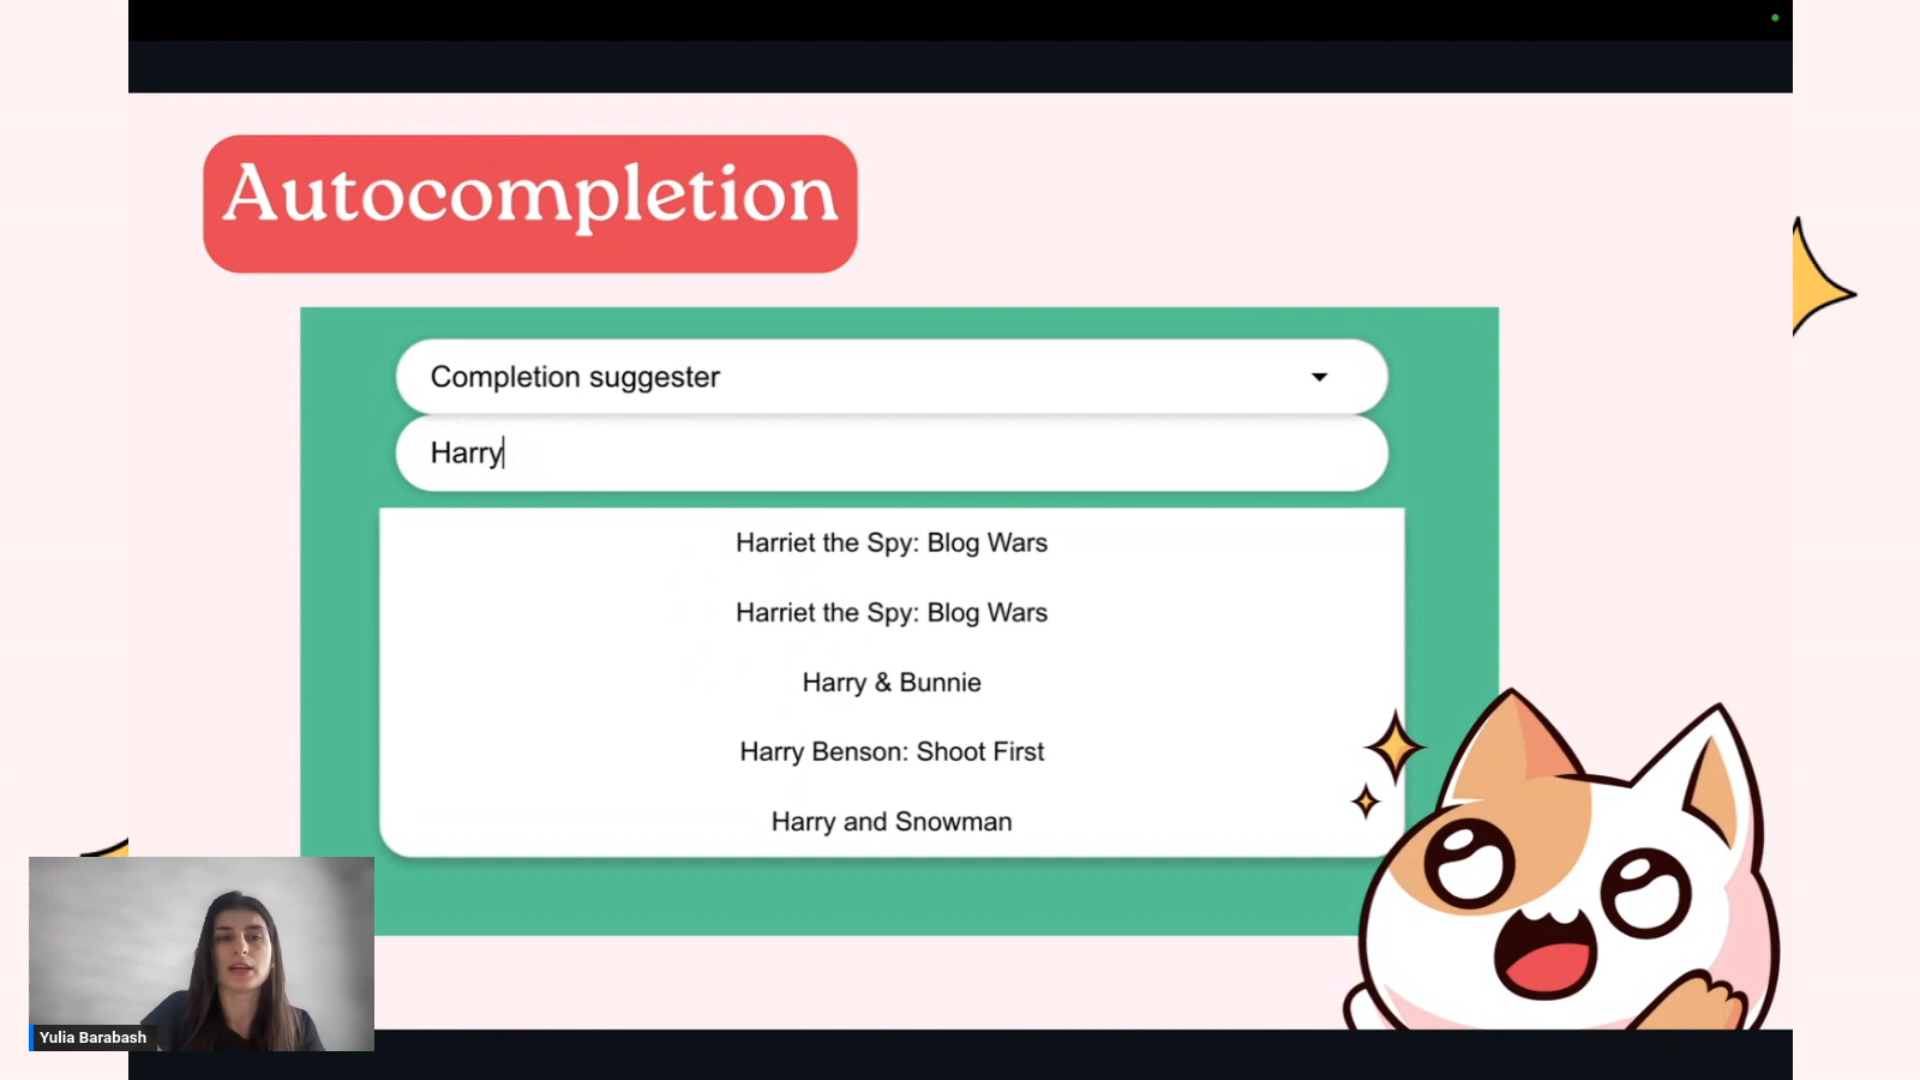 Autocompletion
Completion suggester
Harry
Harriet the Spy: Blog Wars
Harriet the Spy: Blog Wars
Harry & Bunnie
Harry Benson: Shoot First
Harry and Snowman
Yulia Barabash